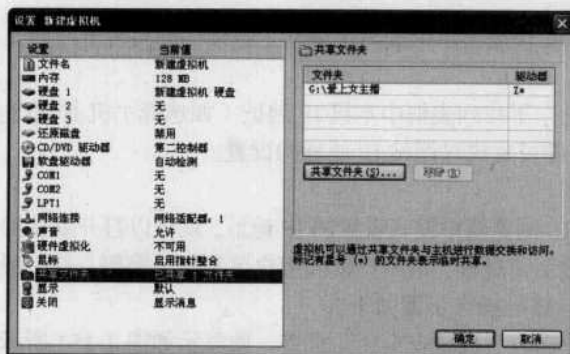 设置 新建虚拟机
设置 当前值
文件名 新建虚拟机
内存 128 MB
硬盘 1 新建虚拟机 硬盘
硬盘 2 无
硬盘 3 无
还原磁盘 禁用
CD/DVD 驱动器 第二控制器
软盘驱动器 自动检测
COM1 无
COM2 无
LPT1 无
网络连接 网络适配器: 1
声音 允许
硬件虚拟化 不可用
鼠标 启用指针整合
共享文件夹 已共享 1 文件夹
显示 默认
关闭 显示消息
共享文件夹
文件夹 驱动器
G:\爱上女主播 Z*
共享文件夹(S)... 移除(R)
虚拟机可以通过共享文件夹与主机进行数据交换和访问。
标记有星号 (*) 的文件夹表示临时共享。
确定 取消